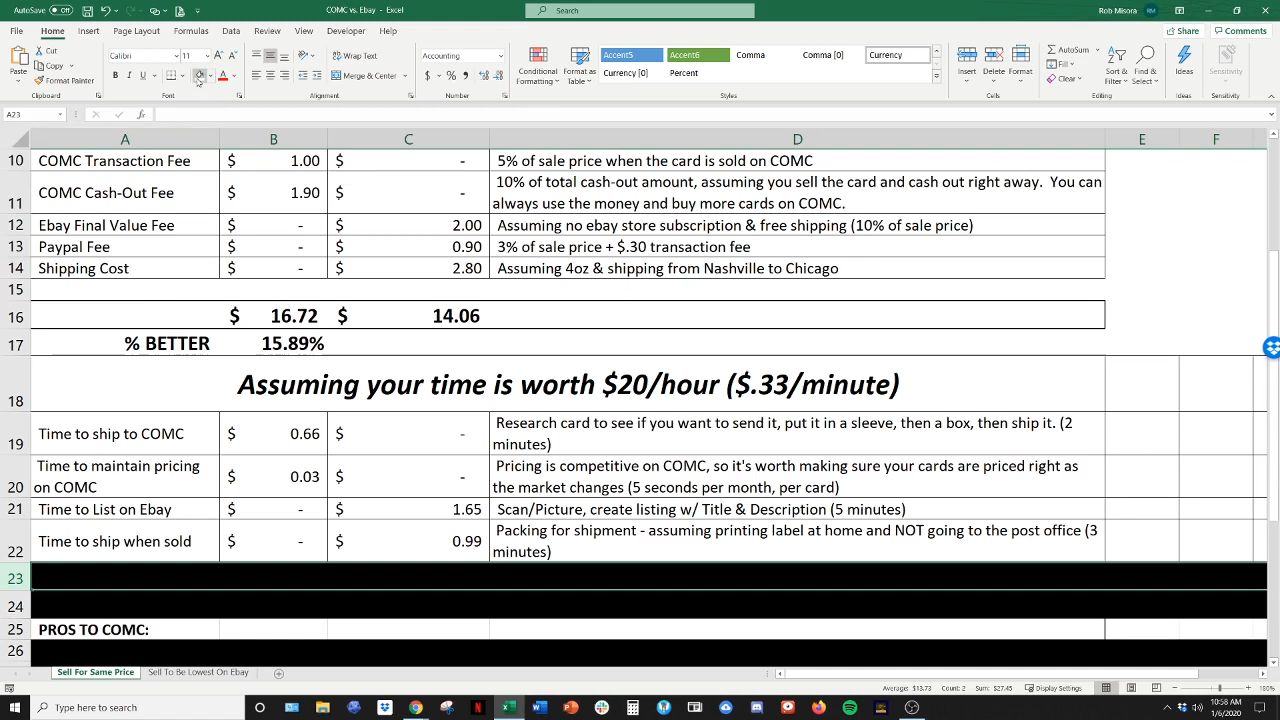 AutoSave Off
COMC vs. Ebay - Excel
Search
Rob Misora RM
File Home Insert Page Layout Formulas Data Review View Developer Help
Share Comments
Paste Cut Copy Format Painter
Clipboard
Calibri 11
B I U
Font
Wrap Text
Merge & Center
Alignment
Accounting
$ % 9
Number
Conditional Formatting
Format as Table
Accent5 Accent6 Comma Comma [0] Currency
Currency [0] Percent
Styles
Insert Delete Format
Cells
AutoSum Fill Clear
Sort & Filter
Find & Select
Editing
Ideas
Ideas
Sensitivity
Sensitivity
A23 fx
A B C D E F
10 COMC Transaction Fee $ 1.00 $ - 5% of sale price when the card is sold on COMC
11 COMC Cash-Out Fee $ 1.90 $ - 10% of total cash-out amount, assuming you sell the card and cash out right away. You can
always use the money and buy more cards on COMC.
12 Ebay Final Value Fee $ - $ 2.00 Assuming no ebay store subscription & free shipping (10% of sale price)
13 Paypal Fee $ - $ 0.90 3% of sale price + $.30 transaction fee
14 Shipping Cost $ - $ 2.80 Assuming 4oz & shipping from Nashville to Chicago
15
16 $ 16.72 $ 14.06
17 % BETTER 15.89%
18 Assuming your time is worth $20/hour ($.33/minute)
19 Time to ship to COMC $ 0.66 $ - Research card to see if you want to send it, put it in a sleeve, then a box, then ship it. (2
minutes)
20 Time to maintain pricing
on COMC $ 0.03 $ - Pricing is competitive on COMC, so it's worth making sure your cards are priced right as
the market changes (5 seconds per month, per card)
21 Time to List on Ebay $ - $ 1.65 Scan/Picture, create listing w/ Title & Description (5 minutes)
22 Time to ship when sold $ - $ 0.99 Packing for shipment - assuming printing label at home and NOT going to the post office (3
minutes)
23
24
25 PROS TO COMC:
26
Sell For Same Price Sell To Be Lowest On Ebay
Average: $13.73 Count: 2 Sum: $27.45 Display Settings 180%
Type here to search
10:58 AM
1/6/2020